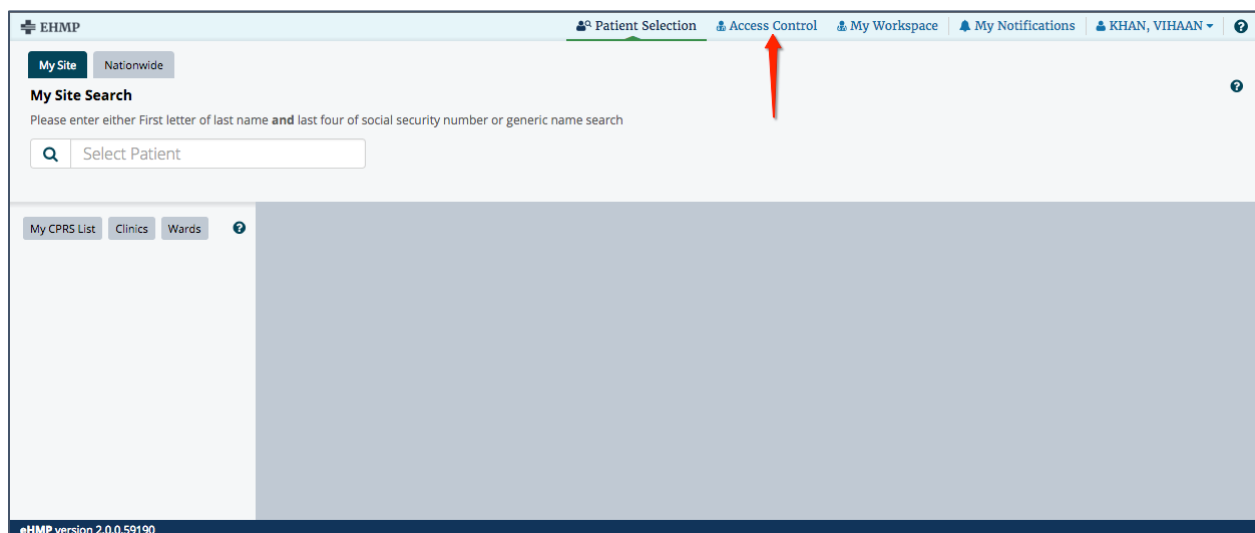 EHMP Patient Selection Access Control My Workspace My Notifications KHAN, VIHAAN
My Site Nationwide
My Site Search
Please enter either First letter of last name and last four of social security number or generic name search
Select Patient
My CPRS List Clinics Wards
eHMP version 2.0.0.59190